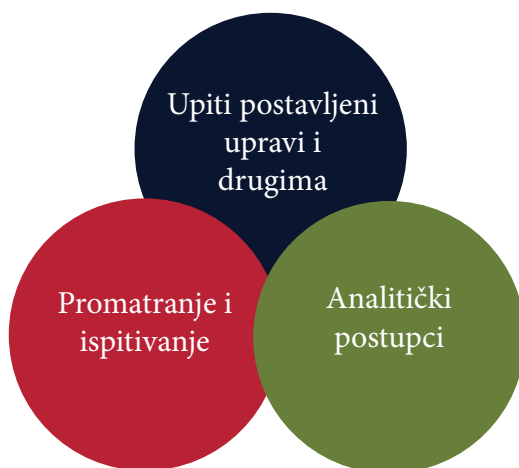 Upiti postavljeni
upravi i
drugima
Promatranje i
ispitivanje
Analitički
postupci